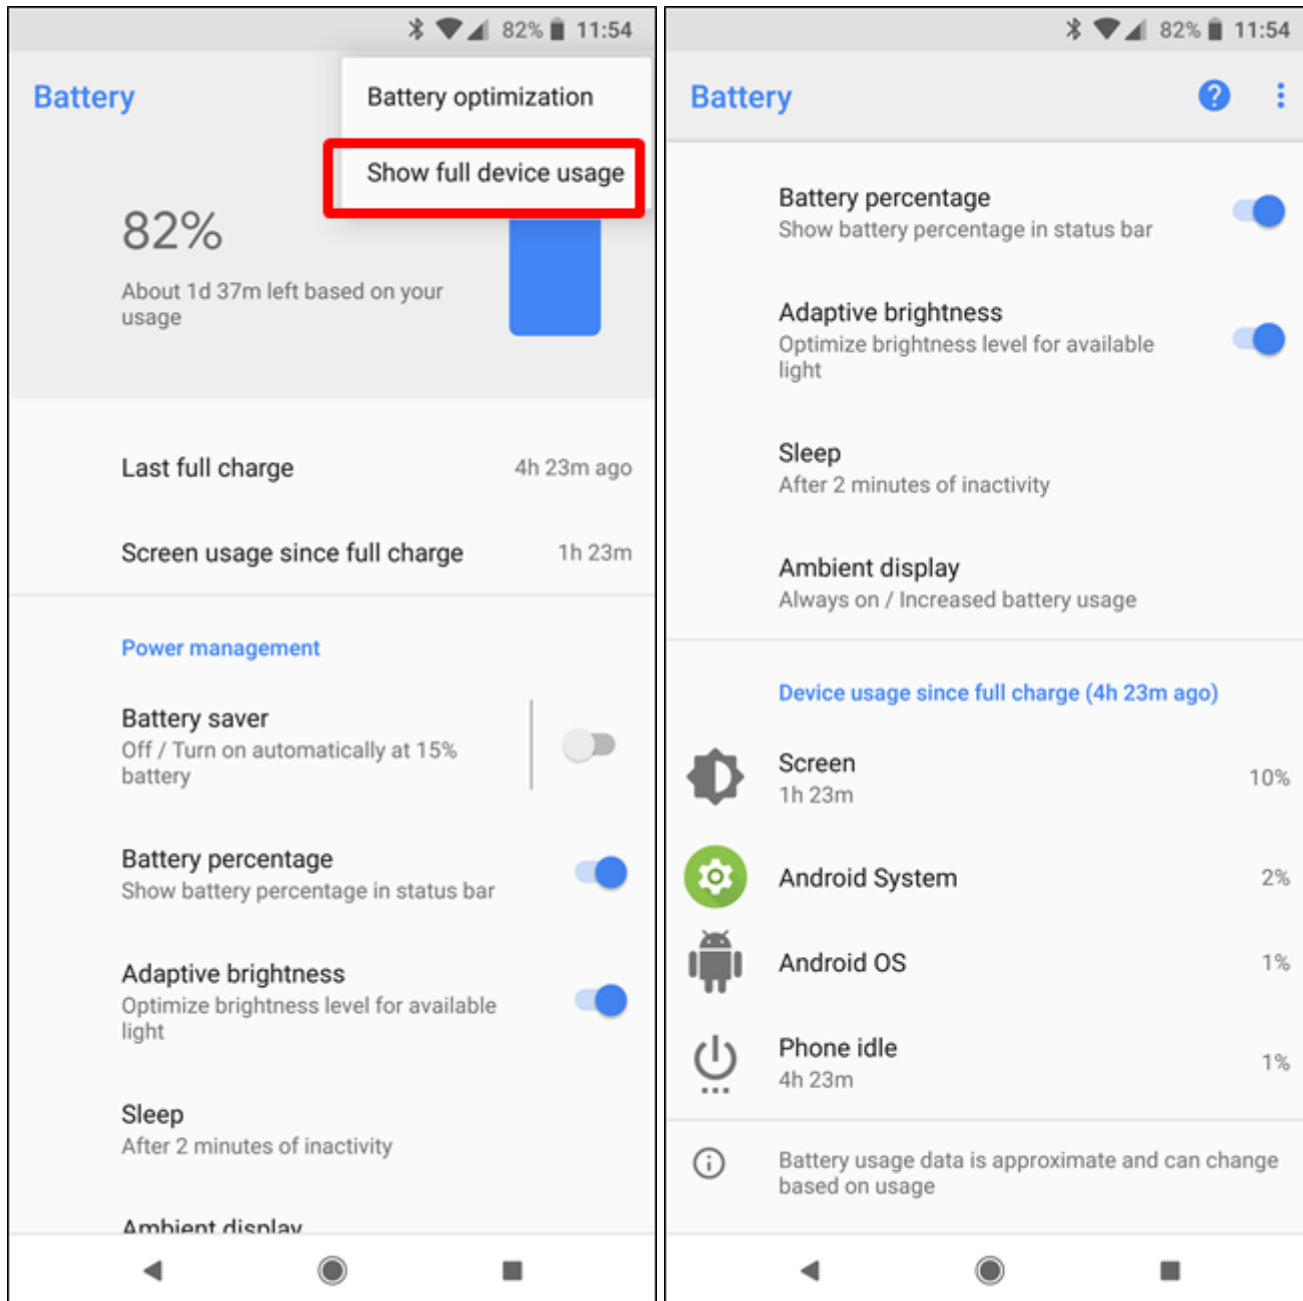 82% 11:54
Battery
Battery optimization
Show full device usage
82%
About 1d 37m left based on your
usage
Last full charge 4h 23m ago
Screen usage since full charge 1h 23m
Power management
Battery saver
Off / Turn on automatically at 15%
battery
Battery percentage
Show battery percentage in status bar
Adaptive brightness
Optimize brightness level for available
light
Sleep
After 2 minutes of inactivity
Ambient display
82% 11:54
Battery
Battery percentage
Show battery percentage in status bar
Adaptive brightness
Optimize brightness level for available
light
Sleep
After 2 minutes of inactivity
Ambient display
Always on / Increased battery usage
Device usage since full charge (4h 23m ago)
Screen 10%
1h 23m
Android System 2%
Android OS 1%
Phone idle 1%
4h 23m
Battery usage data is approximate and can change
based on usage